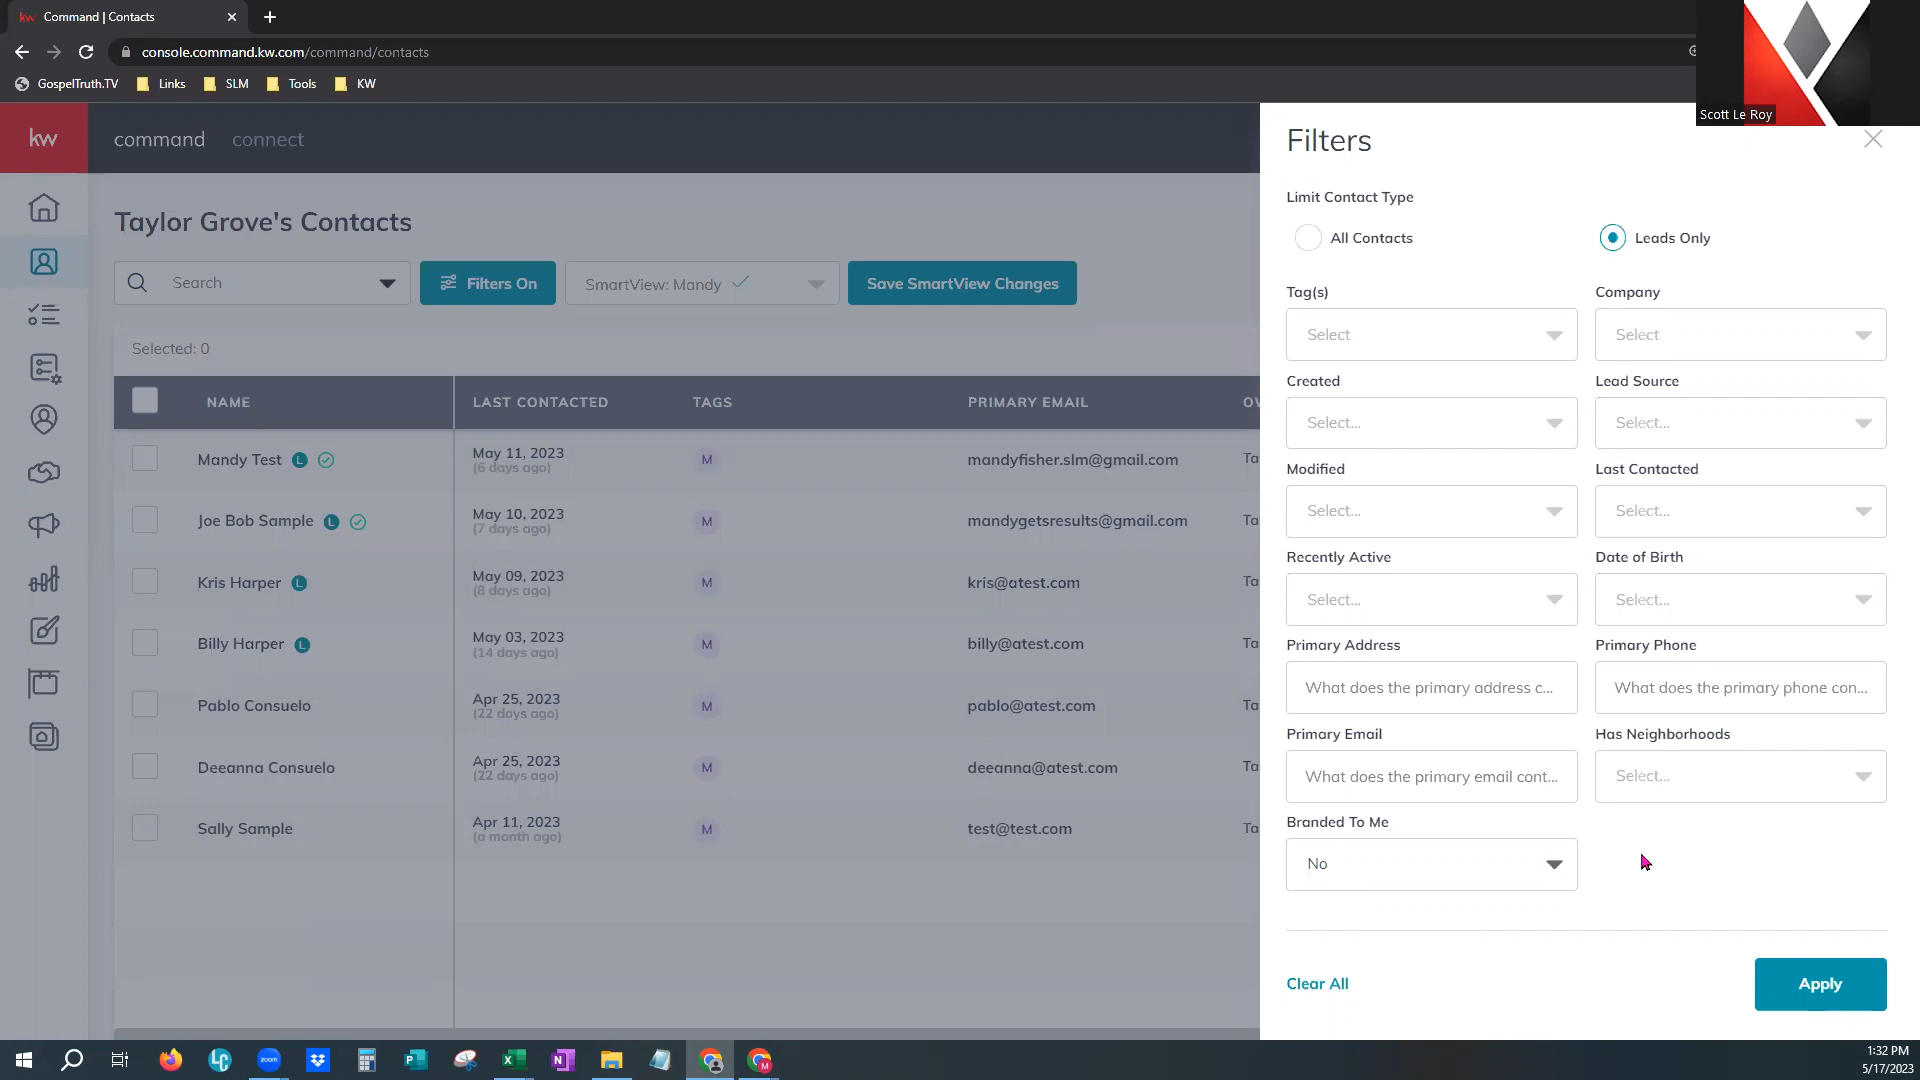 Command | Contacts
console.command.kw.com/command/contacts
GospelTruth.TV Links SLM Tools KW
Scott Le Roy
kw command connect
Taylor Grove's Contacts
Search Filters On SmartView: Mandy Save SmartView Changes
Selected: 0
NAME LAST CONTACTED TAGS PRIMARY EMAIL
Mandy Test L May 11, 2023 M mandyfisher.slm@gmail.com Ta
(6 days ago)
Joe Bob Sample L May 10, 2023 M mandygetsresults@gmail.com Ta
(7 days ago)
Kris Harper L May 09, 2023 M kris@atest.com Ta
(8 days ago)
Billy Harper L May 03, 2023 M billy@atest.com Ta
(14 days ago)
Pablo Consuelo Apr 25, 2023 M pablo@atest.com Ta
(22 days ago)
Deeanna Consuelo Apr 25, 2023 M deeanna@atest.com Ta
(22 days ago)
Sally Sample Apr 11, 2023 M test@test.com Ta
(a month ago)
Filters
Limit Contact Type
All Contacts Leads Only
Tag(s) Company
Select Select
Created Lead Source
Select... Select...
Modified Last Contacted
Select... Select...
Recently Active Date of Birth
Select... Select...
Primary Address Primary Phone
What does the primary address c... What does the primary phone con...
Primary Email Has Neighborhoods
What does the primary email cont... Select...
Branded To Me
No
Clear All Apply
1:32 PM
5/17/2023